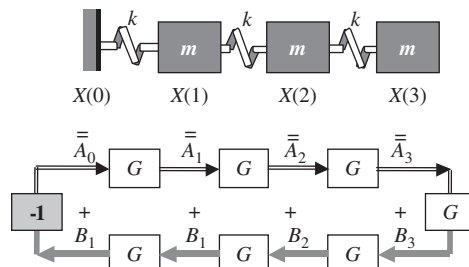 k k k
m m m
X(0) X(1) X(2) X(3)
= = = =
A0 A1 A2 A3
G G G
-1 + + + + G
B1 B1 B2 B3
G G G